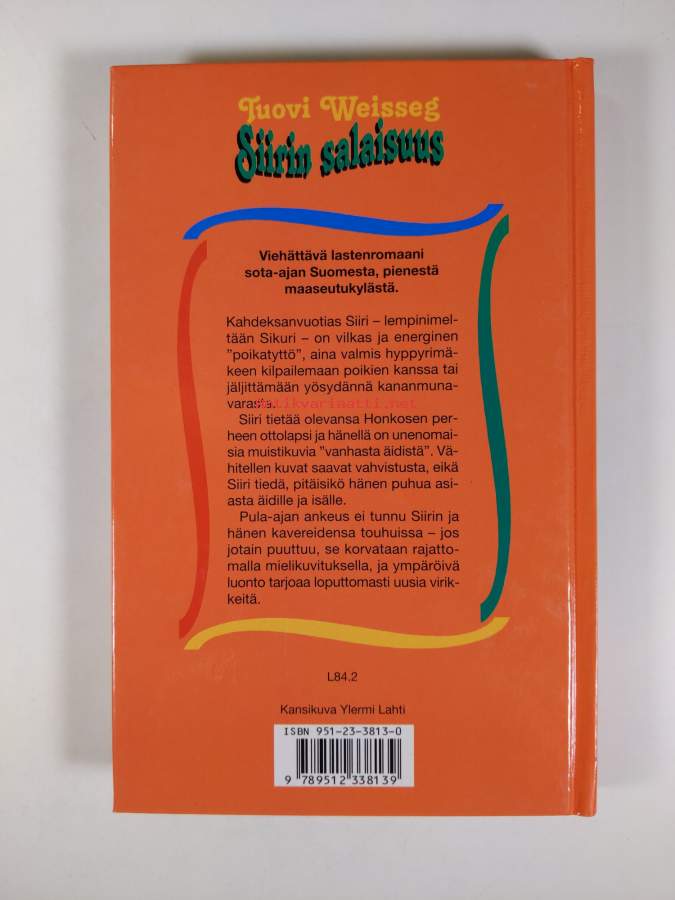 Tuovi Weisseg
Siirin salaisuus
Viehättävä lastenromaani
sota-ajan Suomesta, pienestä
maaseutukylästä.
Kahdeksanvuotias Siiri – lempinimel-
tään Sikuri – on vilkas ja energinen
"poikatyttö", aina valmis hyppyrimä-
keen kilpailemaan poikien kanssa tai
jäljittämään yösydännä kananmuna-
varasta.
antikvariaatti.net
Siiri tietää olevansa Honkosen per-
heen ottolapsi ja hänellä on unenomai-
sia muistikuvia "vanhasta äidistä". Vä-
hitellen kuvat saavat vahvistusta, eikä
Siiri tiedä, pitäisikö hänen puhua asi-
asta äidille ja isälle.
Pula-ajan ankeus ei tunnu Siirin ja
hänen kavereidensa touhuissa – jos
jotain puuttuu, se korvataan rajatto-
malla mielikuvituksella, ja ympäröivä
luonto tarjoaa loputtomasti uusia virik-
keitä.
L84.2
Kansikuva Ylermi Lahti
ISBN 951-23-3813-0
9 789512 338139